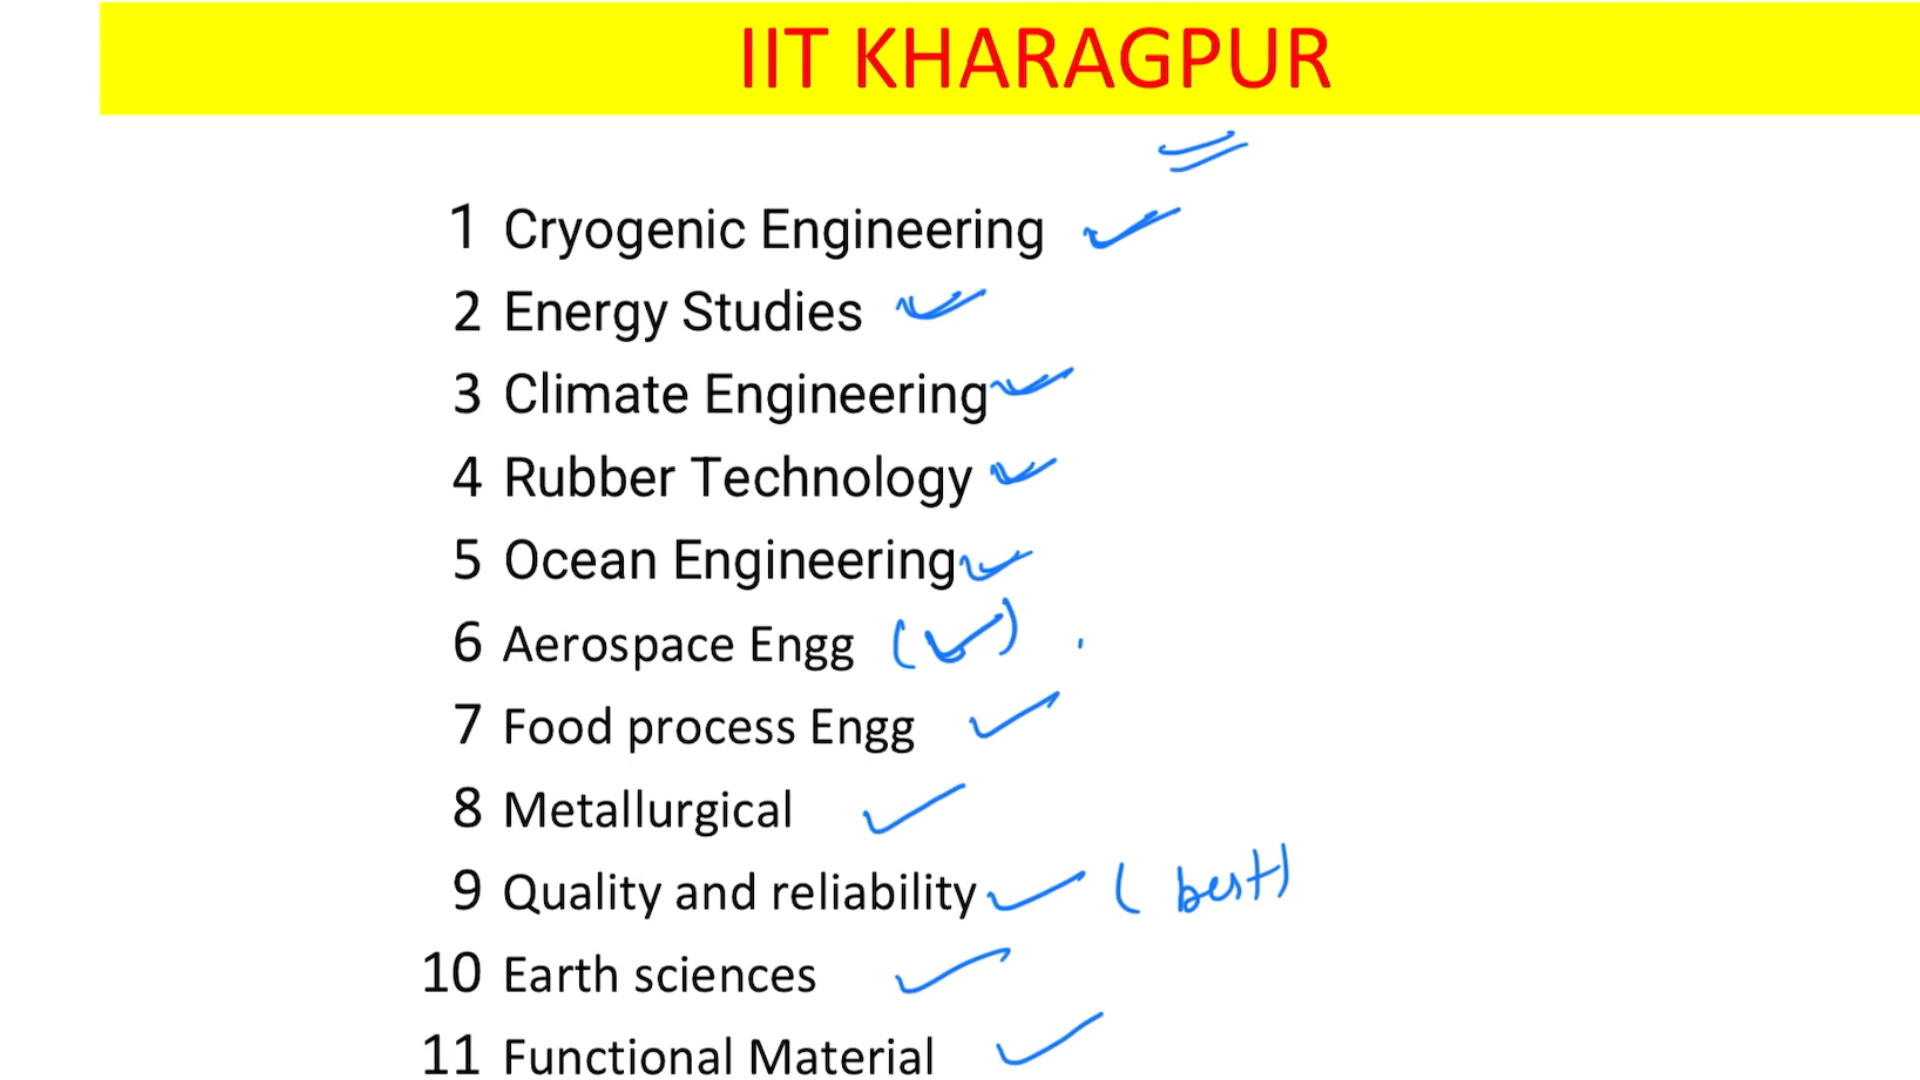 IIT KHARAGPUR
1 Cryogenic Engineering
2 Energy Studies
3 Climate Engineering
4 Rubber Technology
5 Ocean Engineering
6 Aerospace Engg
7 Food process Engg
8 Metallurgical
9 Quality and reliability (best)
10 Earth sciences
11 Functional Material